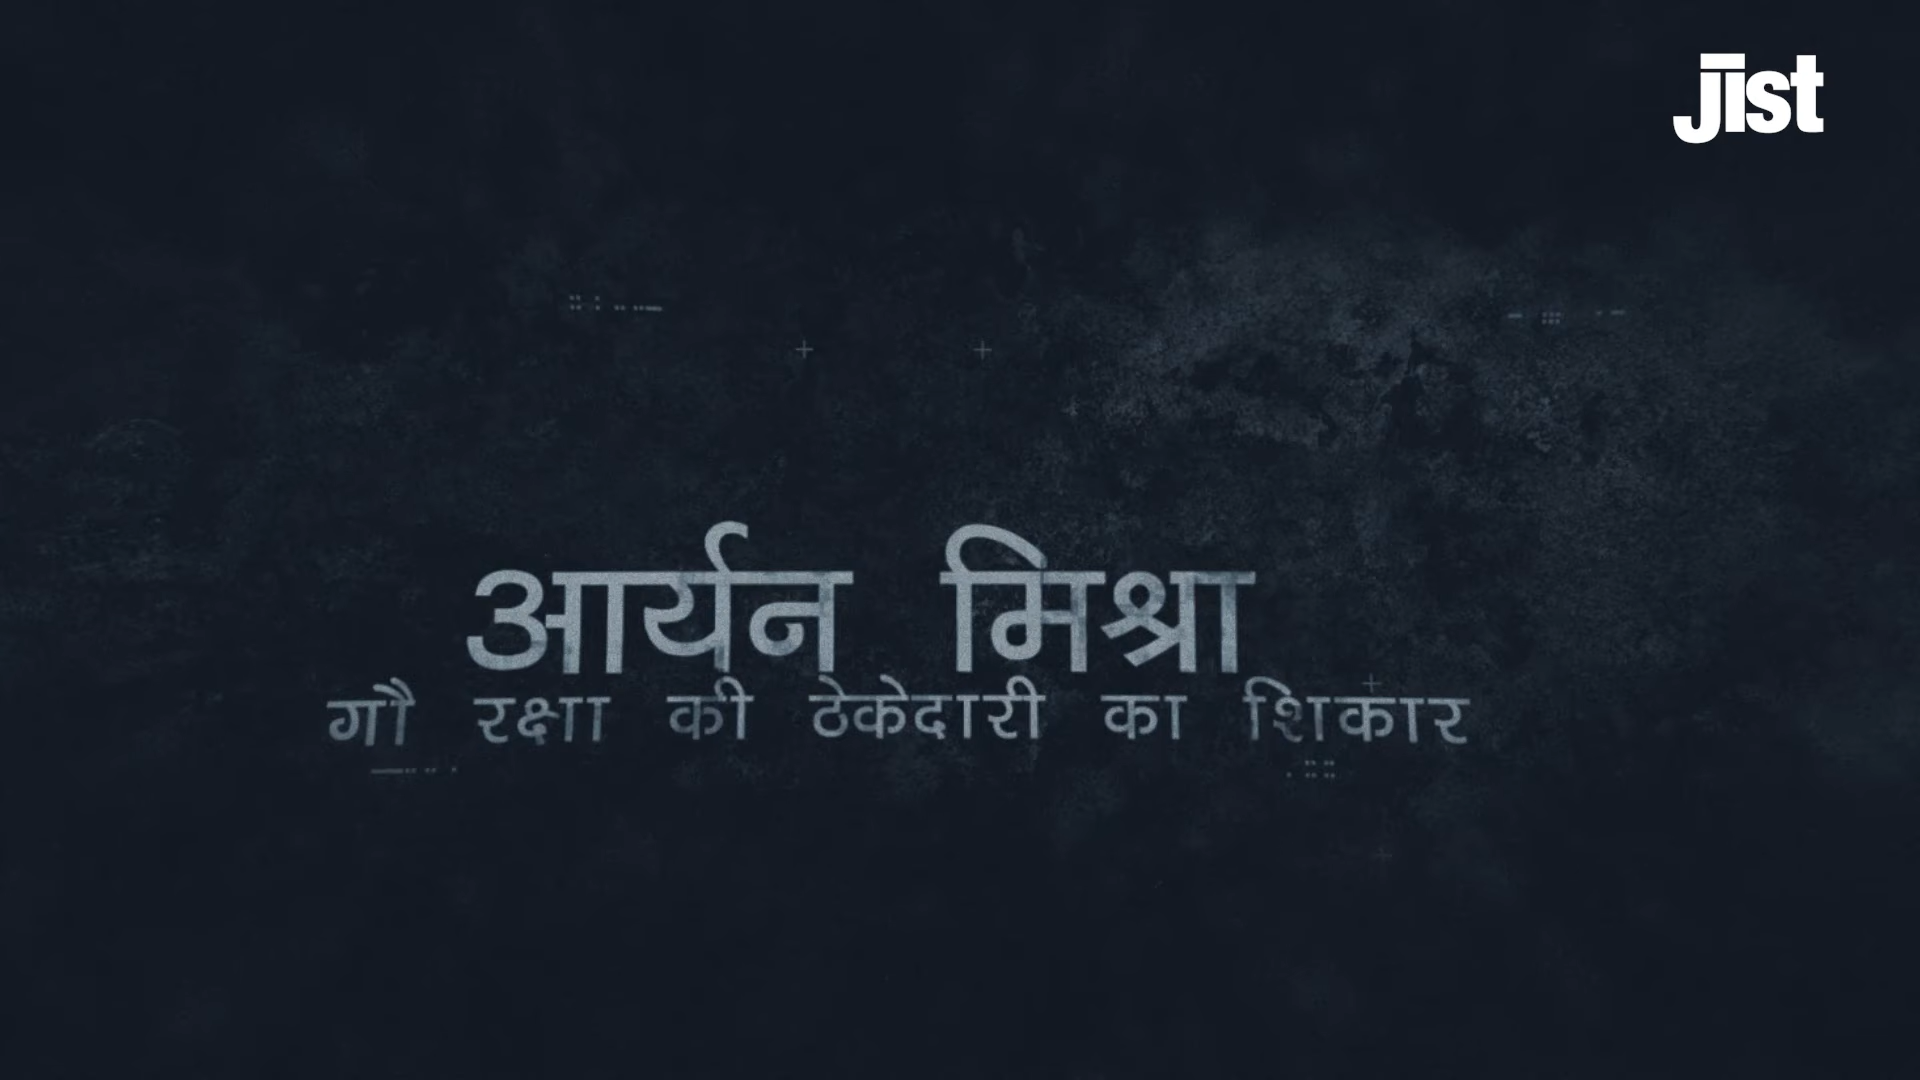 jist
आर्यन मिश्रा
गौ रक्षा की ठेकेदारी का शिकार